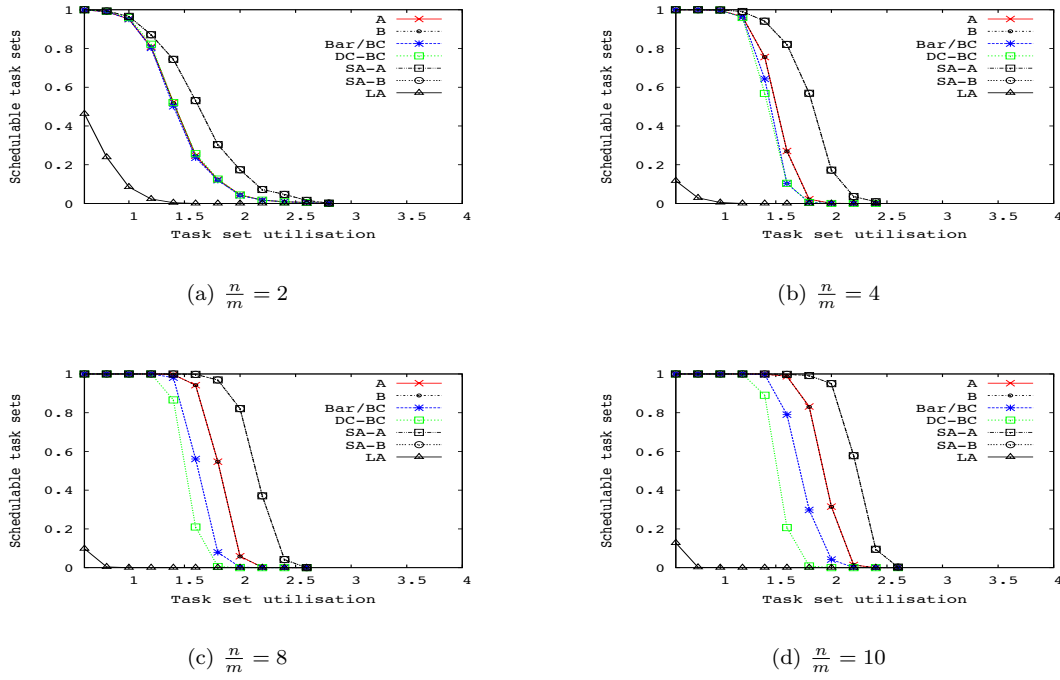 1
0.8
0.6
0.4
0.2
0
Schedulable task sets
A
B
Bar/BC
DC-BC
SA-A
SA-B
LA
1 1.5 2 2.5 3 3.5 4
Task set utilisation
(a) n/m = 2
1
0.8
0.6
0.4
0.2
0
Schedulable task sets
A
B
Bar/BC
DC-BC
SA-A
SA-B
LA
1 1.5 2 2.5 3 3.5 4
Task set utilisation
(b) n/m = 4
1
0.8
0.6
0.4
0.2
0
Schedulable task sets
A
B
Bar/BC
DC-BC
SA-A
SA-B
LA
1 1.5 2 2.5 3 3.5 4
Task set utilisation
(c) n/m = 8
1
0.8
0.6
0.4
0.2
0
Schedulable task sets
A
B
Bar/BC
DC-BC
SA-A
SA-B
LA
1 1.5 2 2.5 3 3.5 4
Task set utilisation
(d) n/m = 10